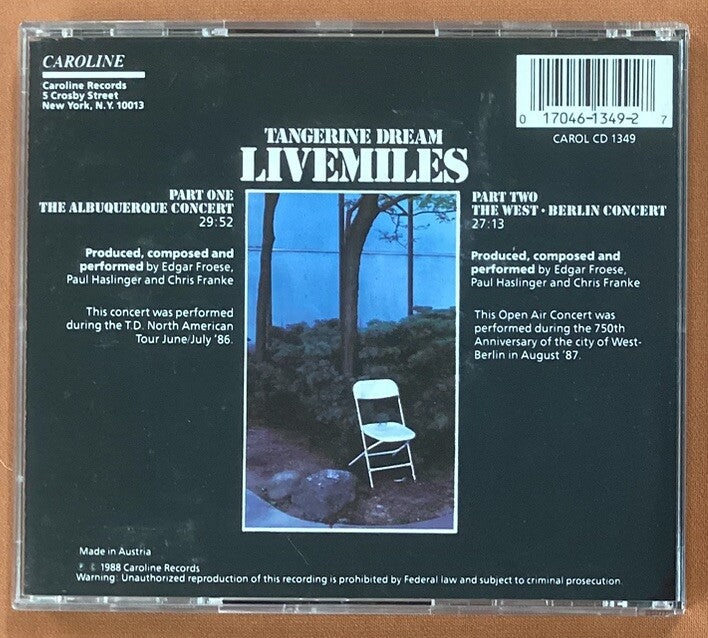 CAROLINE
Caroline Records
5 Crosby Street
New York, N.Y. 10013
0 17046-1349-2 7
CAROL CD 1349
TANGERINE DREAM
LIVEMILES
PART ONE
THE ALBUQUERQUE CONCERT
29:52
Produced, composed and
performed by Edgar Froese,
Paul Haslinger and Chris Franke
This concert was performed
during the T.D. North American
Tour June/July '86.
PART TWO
THE WEST • BERLIN CONCERT
27:13
Produced, composed and
performed by Edgar Froese,
Paul Haslinger and Chris Franke
This Open Air Concert was
performed during the 750th
Anniversary of the city of West-
Berlin in August '87.
Made in Austria
℗ © 1988 Caroline Records
Warning: Unauthorized reproduction of this recording is prohibited by Federal law and subject to criminal prosecution.